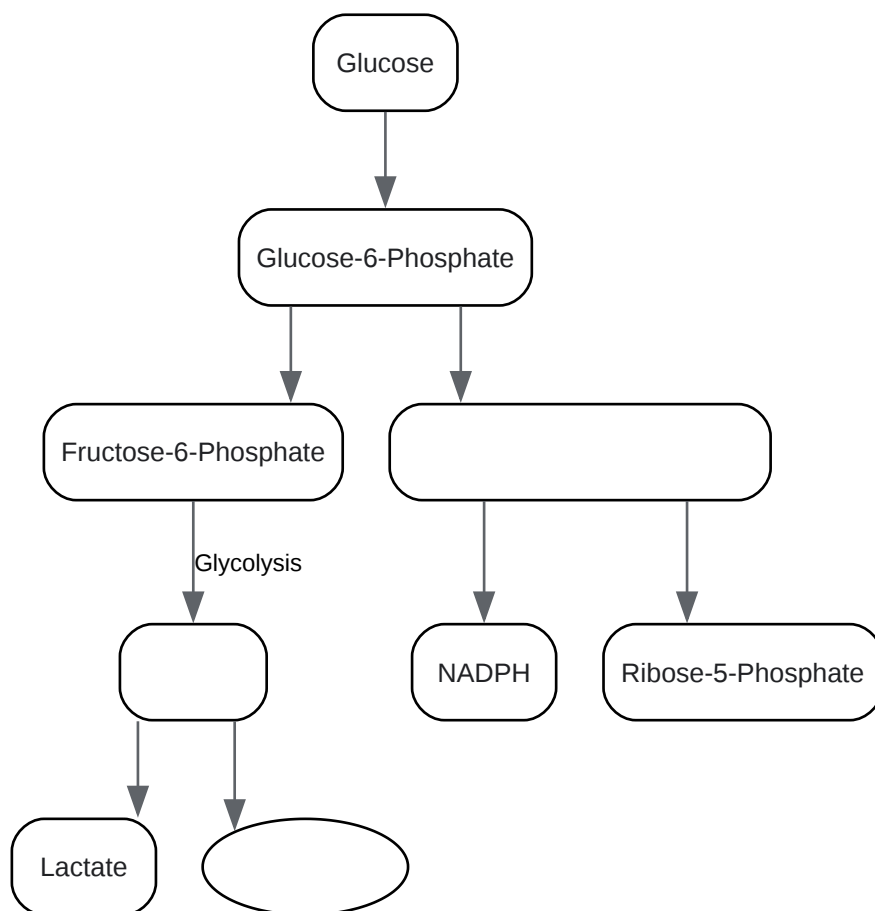 Glucose
Glucose-6-Phosphate
Fructose-6-Phosphate
Glycolysis
NADPH
Ribose-5-Phosphate
Lactate